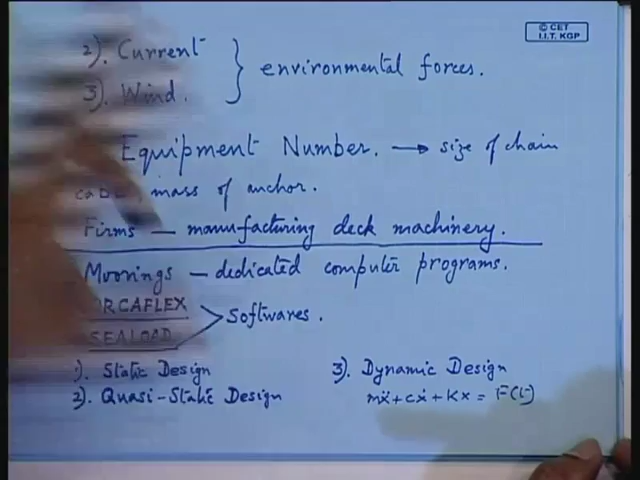 © CET
I.I.T. KGP
2). Current
3). Wind. } environmental forces.
Equipment Number. → size of chain
mass of anchor.
Firms — manufacturing deck machinery.
Moorings — dedicated computer programs.
ORCAFLEX
SEALOAD > Softwares.
1). Static Design
3). Dynamic Design
2). Quasi-Static Design
mẍ+cẋ+Kx = F(t)